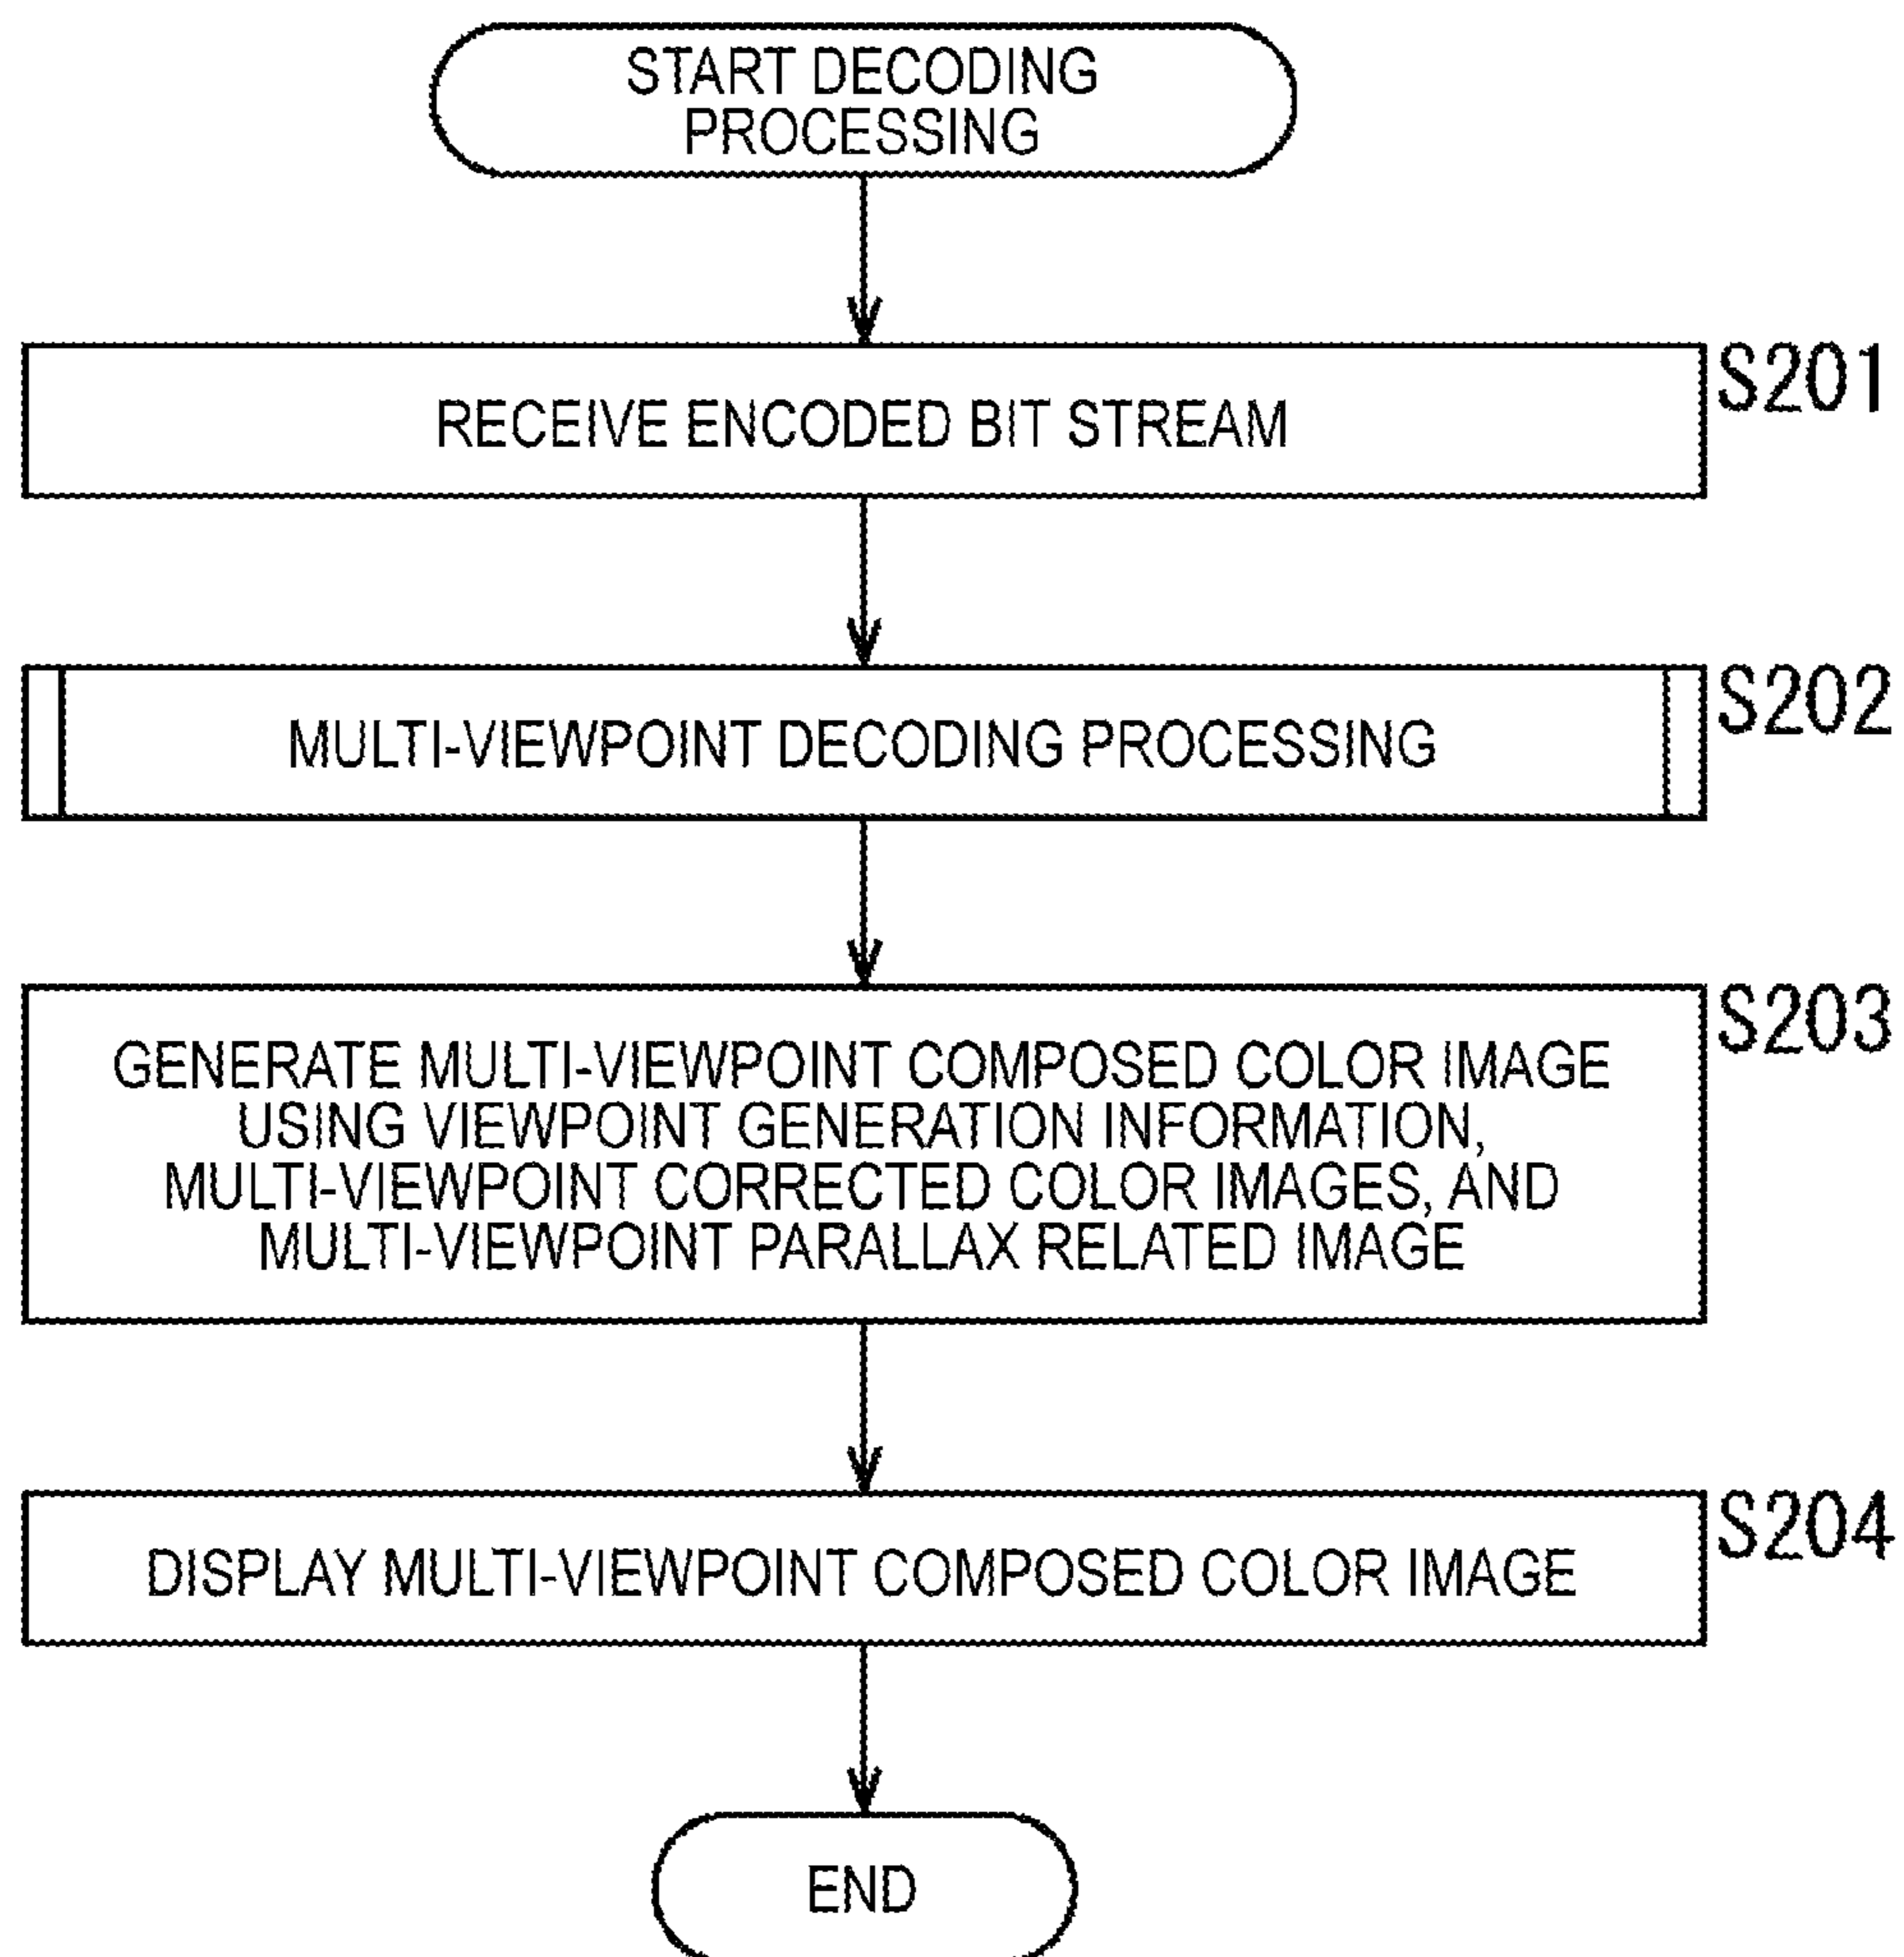 START DECODING
PROCESSING
RECEIVE ENCODED BIT STREAM
S201
MULTI-VIEWPOINT DECODING PROCESSING
S202
GENERATE MULTI-VIEWPOINT COMPOSED COLOR IMAGE
USING VIEWPOINT GENERATION INFORMATION,
MULTI-VIEWPOINT CORRECTED COLOR IMAGES, AND
MULTI-VIEWPOINT PARALLAX RELATED IMAGE
S203
DISPLAY MULTI-VIEWPOINT COMPOSED COLOR IMAGE
S204
END